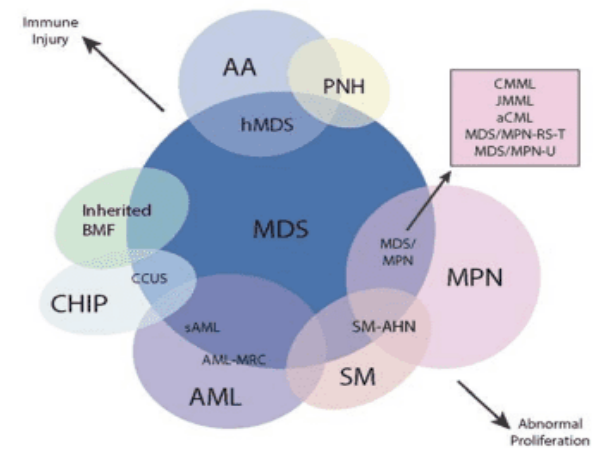 Immune
Injury
AA
PNH
hMDS
CMML
JMML
aCML
MDS/MPN-RS-T
MDS/MPN-U
Inherited
BMF
MDS
MDS/
MPN
MPN
CCUS
CHIP
sAML
SM-AHN
AML-MRC
SM
AML
Abnormal
Proliferation